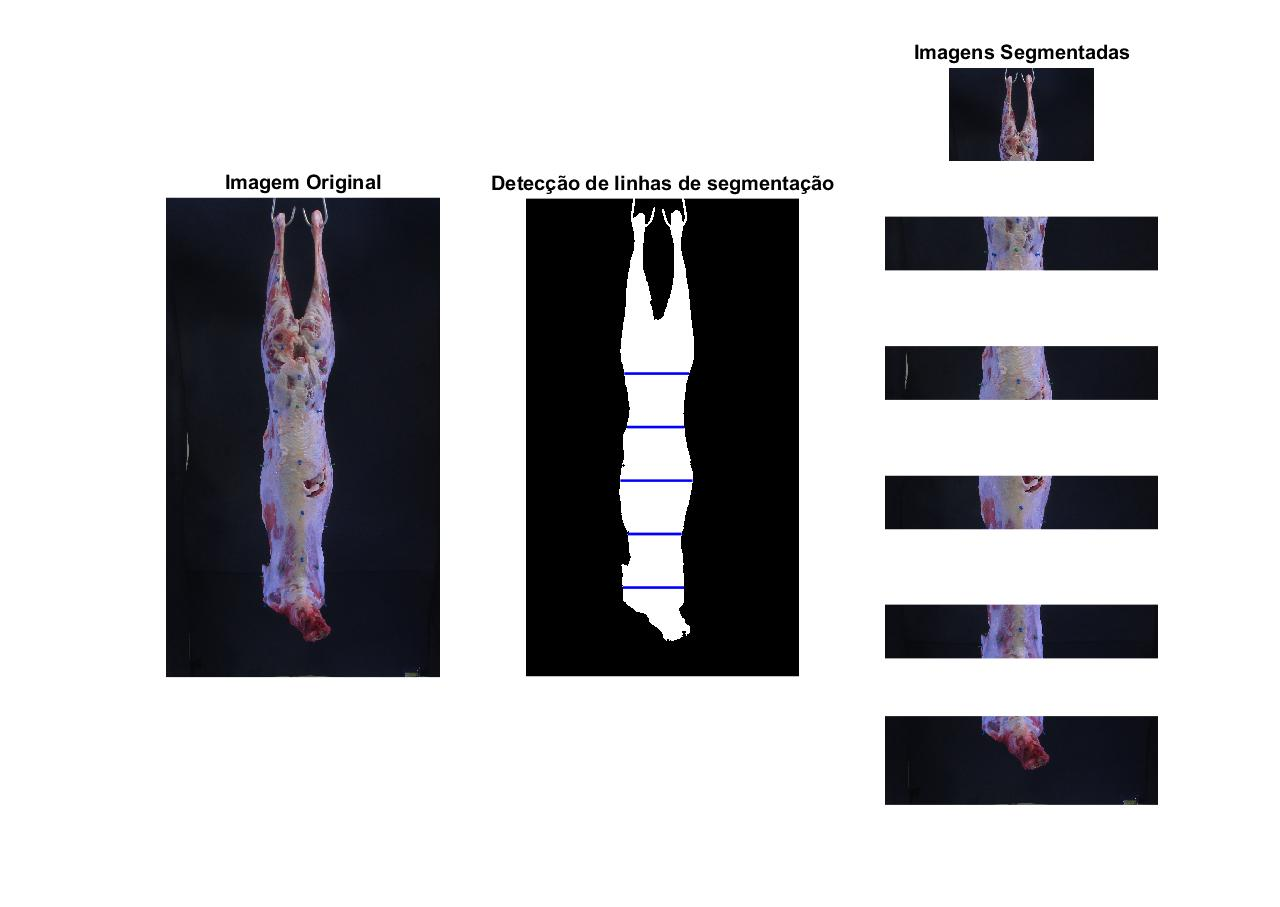 Imagens Segmentadas
Imagem Original
Detecção de linhas de segmentação